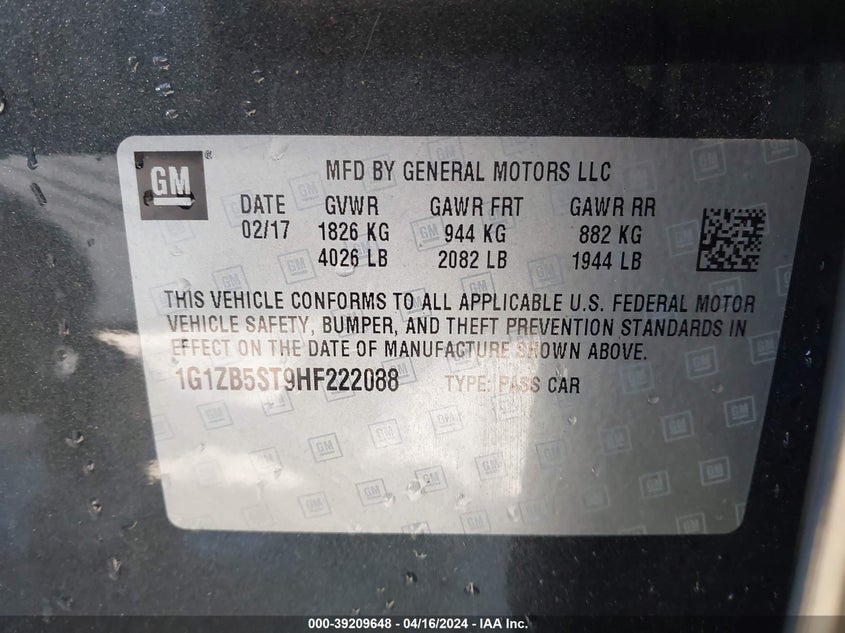 GM ®
MFD BY GENERAL MOTORS LLC
DATE GVWR GAWR FRT GAWR RR
02/17 1826 KG 944 KG 882 KG
4026 LB 2082 LB 1944 LB
THIS VEHICLE CONFORMS TO ALL APPLICABLE U.S. FEDERAL MOTOR
VEHICLE SAFETY, BUMPER, AND THEFT PREVENTION STANDARDS IN
EFFECT ON THE DATE OF MANUFACTURE SHOWN ABOVE.
1G1ZB5ST9HF222088 TYPE: PASS CAR
000-39209648 - 04/16/2024 - IAA Inc.